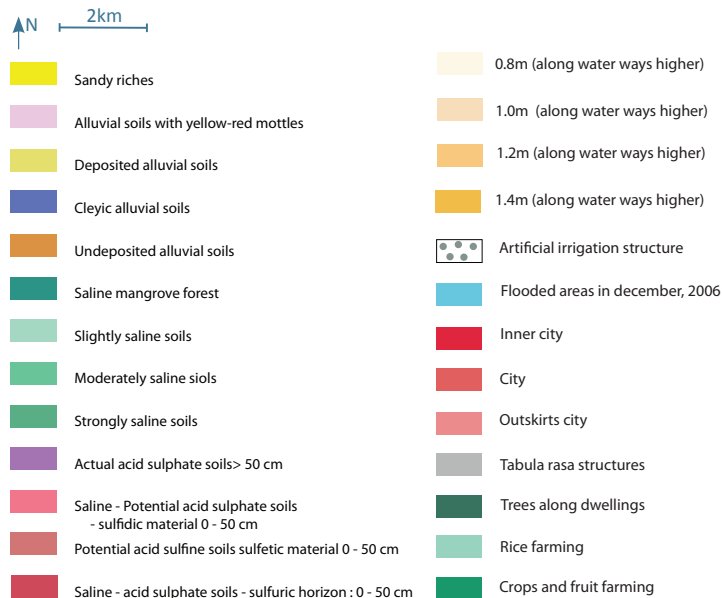 N
2km
Sandy riches
Alluvial soils with yellow-red mottles
Deposited alluvial soils
Cleyic alluvial soils
Undeposited alluvial soils
Saline mangrove forest
Slightly saline soils
Moderately saline siols
Strongly saline soils
Actual acid sulphate soils> 50 cm
Saline - Potential acid sulphate soils
- sulfidic material 0 - 50 cm
Potential acid sulfine soils sulfetic material 0 - 50 cm
Saline - acid sulphate soils - sulfuric horizon : 0 - 50 cm
0.8m (along water ways higher)
1.0m (along water ways higher)
1.2m (along water ways higher)
1.4m (along water ways higher)
Artificial irrigation structure
Flooded areas in december, 2006
Inner city
City
Outskirts city
Tabula rasa structures
Trees along dwellings
Rice farming
Crops and fruit farming